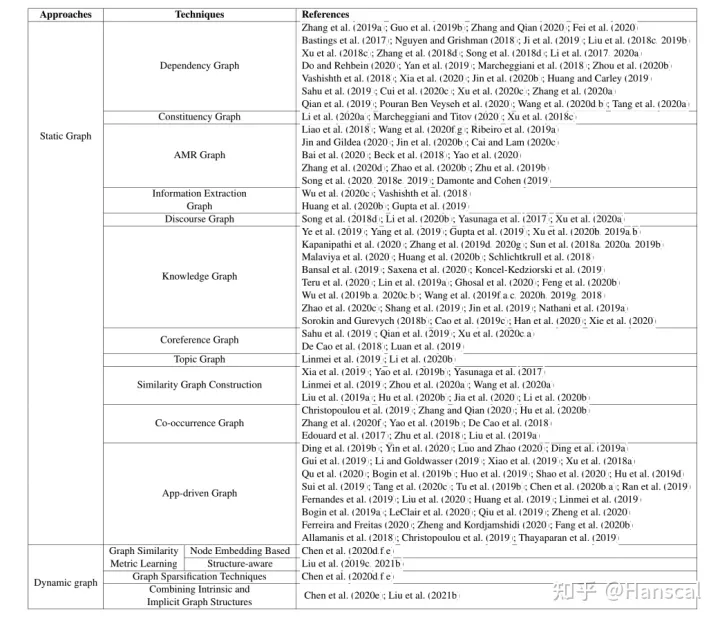 Approaches Techniques References
Zhang et al. (2019a); Guo et al. (2019b); Zhang and Qian (2020); Fei et al. (2020)
Bastings et al. (2017); Nguyen and Grishman (2018); Ji et al. (2019); Liu et al. (2018c, 2019b)
Xu et al. (2018c); Zhang et al. (2018d); Song et al. (2018d); Li et al. (2017, 2020a)
Dependency Graph Do and Rehbein (2020); Yan et al. (2019); Marcheggiani et al. (2018); Zhou et al. (2020b)
Vashishth et al. (2018); Xia et al. (2020); Jin et al. (2020b); Huang and Carley (2019)
Sahu et al. (2019); Cui et al. (2020c); Xu et al. (2020c); Zhang et al. (2020a)
Qian et al. (2019); Pouran Ben Veyseh et al. (2020); Wang et al. (2020d,b); Tang et al. (2020a)
Constituency Graph Li et al. (2020a); Marcheggiani and Titov (2020); Xu et al. (2018c)
Static Graph
Liao et al. (2018); Wang et al. (2020f,g); Ribeiro et al. (2019a)
Jin and Gildea (2020); Jin et al. (2020b); Cai and Lam (2020c)
AMR Graph Bai et al. (2020); Beck et al. (2018); Yao et al. (2020)
Zhang et al. (2020d); Zhao et al. (2020b); Zhu et al. (2019b)
Song et al. (2020, 2018e, 2019); Damonte and Cohen (2019)
Information Extraction Wu et al. (2020c); Vashishth et al. (2018)
Graph Huang et al. (2020b); Gupta et al. (2019)
Discourse Graph Song et al. (2018d); Li et al. (2020b); Yasunaga et al. (2017); Xu et al. (2020a)
Ye et al. (2019); Yang et al. (2019); Gupta et al. (2019); Xu et al. (2020b, 2019a,b)
Kapanipathi et al. (2020); Zhang et al. (2019d, 2020g); Sun et al. (2018a, 2020a, 2019b)
Malaviya et al. (2020); Huang et al. (2020b); Schlichtkrull et al. (2018)
Knowledge Graph Bansal et al. (2019); Saxena et al. (2020); Koncel-Kedziorski et al. (2019)
Teru et al. (2020); Lin et al. (2019a); Ghosal et al. (2020); Feng et al. (2020b)
Wu et al. (2019b,a, 2020c,b); Wang et al. (2019f,a,c, 2020h, 2019g, 2018)
Zhao et al. (2020c); Shang et al. (2019); Jin et al. (2019); Nathani et al. (2019a)
Sorokin and Gurevych (2018b); Cao et al. (2019c); Han et al. (2020); Xie et al. (2020)
Coreference Graph Sahu et al. (2019); Qian et al. (2019); Xu et al. (2020c,a)
De Cao et al. (2018); Luan et al. (2019)
Topic Graph Linmei et al. (2019); Li et al. (2020b)
Xia et al. (2019); Yao et al. (2019b); Yasunaga et al. (2017)
Similarity Graph Construction Linmei et al. (2019); Zhou et al. (2020a); Wang et al. (2020a)
Liu et al. (2019a); Hu et al. (2020b); Jia et al. (2020); Li et al. (2020b)
Christopoulou et al. (2019); Zhang and Qian (2020); Hu et al. (2020b)
Co-occurrence Graph Zhang et al. (2020f); Yao et al. (2019b); De Cao et al. (2018)
Edouard et al. (2017); Zhu et al. (2018); Liu et al. (2019a)
Ding et al. (2019b); Yin et al. (2020); Luo and Zhao (2020); Ding et al. (2019a)
Gui et al. (2019); Li and Goldwasser (2019); Xiao et al. (2019); Xu et al. (2018a)
Qu et al. (2020); Bogin et al. (2019b); Huo et al. (2019); Shao et al. (2020); Hu et al. (2019d)
App-driven Graph Sui et al. (2019); Tang et al. (2020c); Tu et al. (2019b); Chen et al. (2020b,a); Ran et al. (2019)
Fernandes et al. (2019); Liu et al. (2020); Huang et al. (2019); Linmei et al. (2019)
Bogin et al. (2019a); LeClair et al. (2020); Qiu et al. (2019); Zheng et al. (2020)
Ferreira and Freitas (2020); Zheng and Kordjamshidi (2020); Fang et al. (2020b)
Allamanis et al. (2018); Christopoulou et al. (2019); Thayaparan et al. (2019)
Graph Similarity Node Embedding Based Chen et al. (2020d,f,e)
Metric Learning Structure-aware Liu et al. (2019c, 2021b)
Dynamic graph Graph Sparsification Techniques Chen et al. (2020d,f,e)
Combining Intrinsic and
Implicit Graph Structures Chen et al. (2020e); Liu et al. (2021b)
知乎 @Hanscal